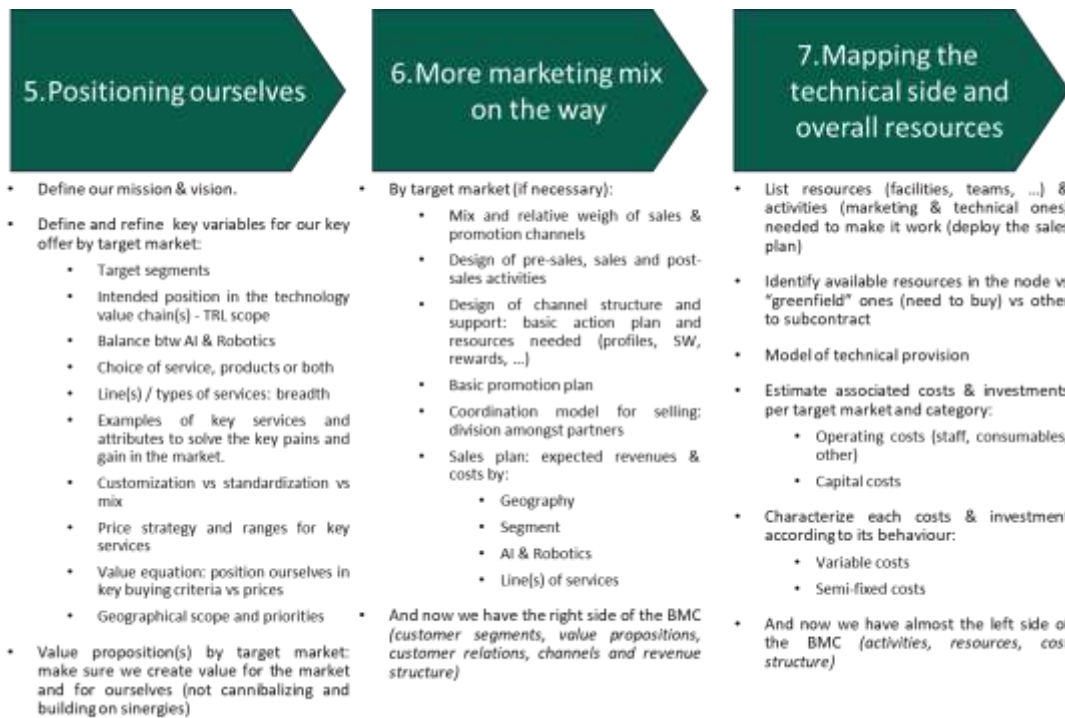 5.Positioning ourselves
• Define our mission & vision.
• Define and refine key variables for our key
offer by target market:
• Target segments
• Intended position in the technology
value chain(s) - TRL scope
• Balance btw AI & Robotics
• Choice of service, products or both
• Line(s) / types of services: breadth
• Examples of key services and
attributes to solve the key pains and
gain in the market.
• Customization vs standardization vs
mix
• Price strategy and ranges for key
services
• Value equation: position ourselves in
key buying criteria vs prices
• Geographical scope and priorities
• Value proposition(s) by target market:
make sure we create value for the market
and for ourselves (not cannibalizing and
building on sinergies)
6.More marketing mix
on the way
• By target market (if necessary):
• Mix and relative weigh of sales &
promotion channels
• Design of pre-sales, sales and post-
sales activities
• Design of channel structure and
support: basic action plan and
resources needed (profiles, SW,
rewards, ...)
• Basic promotion plan
• Coordination model for selling:
division amongst partners
• Sales plan: expected revenues &
costs by:
• Geography
• Segment
• AI & Robotics
• Line(s) of services
• And now we have the right side of the BMC
(customer segments, value propositions,
customer relations, channels and revenue
structure)
7.Mapping the
technical side and
overall resources
• List resources (facilities, teams, ...) &
activities (marketing & technical ones
needed to make it work (deploy the sales
plan)
• Identify available resources in the node vs
"greenfield" ones (need to buy) vs other
to subcontract
• Model of technical provision
• Estimate associated costs & investments
per target market and category:
• Operating costs (staff, consumables,
other)
• Capital costs
• Characterize each costs & investment
according to its behaviour:
• Variable costs
• Semi-fixed costs
• And now we have almost the left side of
the BMC (activities, resources, cost
structure)